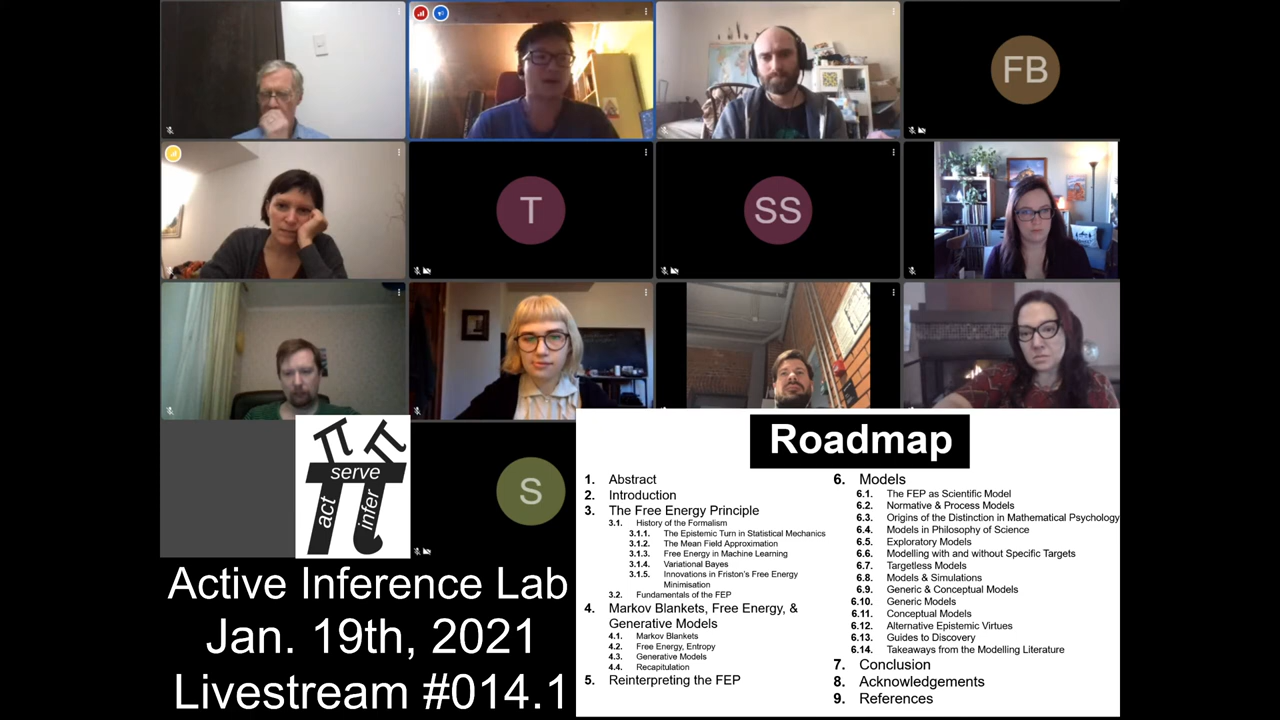 FB
T
SS
S
π π
serve
π
act
infer
Active Inference Lab
Jan. 19th, 2021
Livestream #014.1
Roadmap
1. Abstract
2. Introduction
3. The Free Energy Principle
3.1. History of the Formalism
3.1.1. The Epistemic Turn in Statistical Mechanics
3.1.2. The Mean Field Approximation
3.1.3. Free Energy in Machine Learning
3.1.4. Variational Bayes
3.1.5. Innovations in Friston's Free Energy
Minimisation
3.2. Fundamentals of the FEP
4. Markov Blankets, Free Energy, &
Generative Models
4.1. Markov Blankets
4.2. Free Energy, Entropy
4.3. Generative Models
4.4. Recapitulation
5. Reinterpreting the FEP
6. Models
6.1. The FEP as Scientific Model
6.2. Normative & Process Models
6.3. Origins of the Distinction in Mathematical Psychology
6.4. Models in Philosophy of Science
6.5. Exploratory Models
6.6. Modelling with and without Specific Targets
6.7. Targetless Models
6.8. Models & Simulations
6.9. Generic & Conceptual Models
6.10. Generic Models
6.11. Conceptual Models
6.12. Alternative Epistemic Virtues
6.13. Guides to Discovery
6.14. Takeaways from the Modelling Literature
7. Conclusion
8. Acknowledgements
9. References